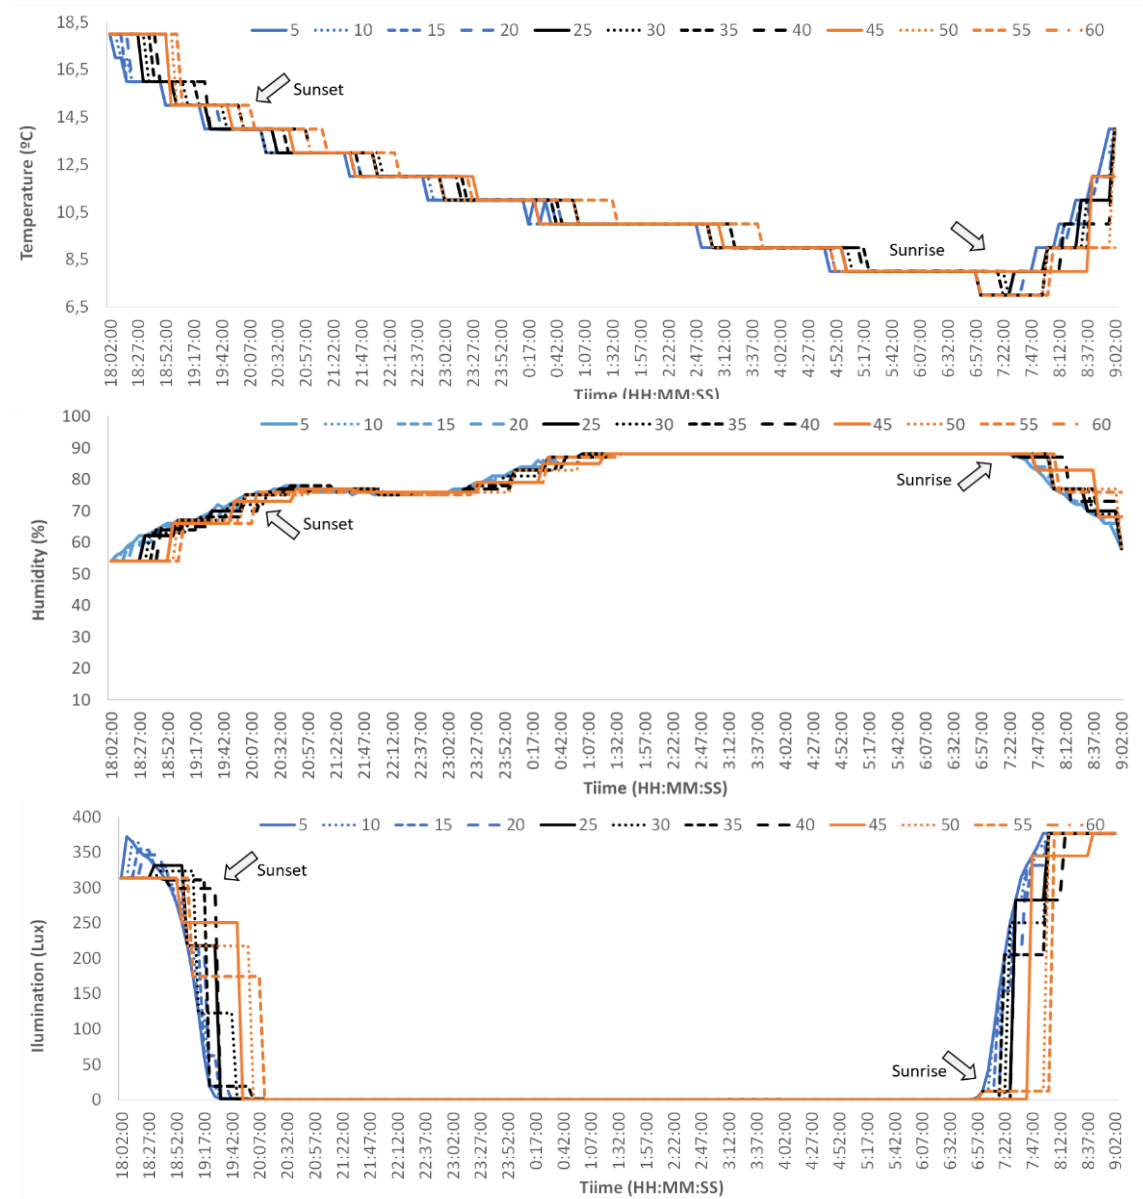 18,5
16,5
14,5
12,5
10,5
8,5
6,5
Temperature (ºC)
5 10 15 20 25 30 35 40 45 50 55 60
Sunset
Sunrise
18:02:00 18:27:00 18:52:00 19:17:00 19:42:00 20:07:00 20:32:00 20:57:00 21:22:00 21:47:00 22:12:00 22:37:00 23:02:00 23:27:00 23:52:00 0:17:00 0:42:00 1:07:00 1:32:00 1:57:00 2:22:00 2:47:00 3:12:00 3:37:00 4:02:00 4:27:00 4:52:00 5:17:00 5:42:00 6:07:00 6:32:00 6:57:00 7:22:00 7:47:00 8:12:00 8:37:00 9:02:00
Tiime (HH:MM:SS)
100
90
80
70
60
50
40
30
20
10
Humidity (%)
5 10 15 20 25 30 35 40 45 50 55 60
Sunrise
Sunset
18:02:00 18:27:00 18:52:00 19:17:00 19:42:00 20:07:00 20:32:00 20:57:00 21:22:00 21:47:00 22:12:00 22:37:00 23:02:00 23:27:00 23:52:00 0:17:00 0:42:00 1:07:00 1:32:00 1:57:00 2:22:00 2:47:00 3:12:00 3:37:00 4:02:00 4:27:00 4:52:00 5:17:00 5:42:00 6:07:00 6:32:00 6:57:00 7:22:00 7:47:00 8:12:00 8:37:00 9:02:00
Tiime (HH:MM:SS)
400
350
300
250
200
150
100
50
0
Ilumination (Lux)
5 10 15 20 25 30 35 40 45 50 55 60
Sunset
Sunrise
18:02:00 18:27:00 18:52:00 19:17:00 19:42:00 20:07:00 20:32:00 20:57:00 21:22:00 21:47:00 22:12:00 22:37:00 23:02:00 23:27:00 23:52:00 0:17:00 0:42:00 1:07:00 1:32:00 1:57:00 2:22:00 2:47:00 3:12:00 3:37:00 4:02:00 4:27:00 4:52:00 5:17:00 5:42:00 6:07:00 6:32:00 6:57:00 7:22:00 7:47:00 8:12:00 8:37:00 9:02:00
Tiime (HH:MM:SS)